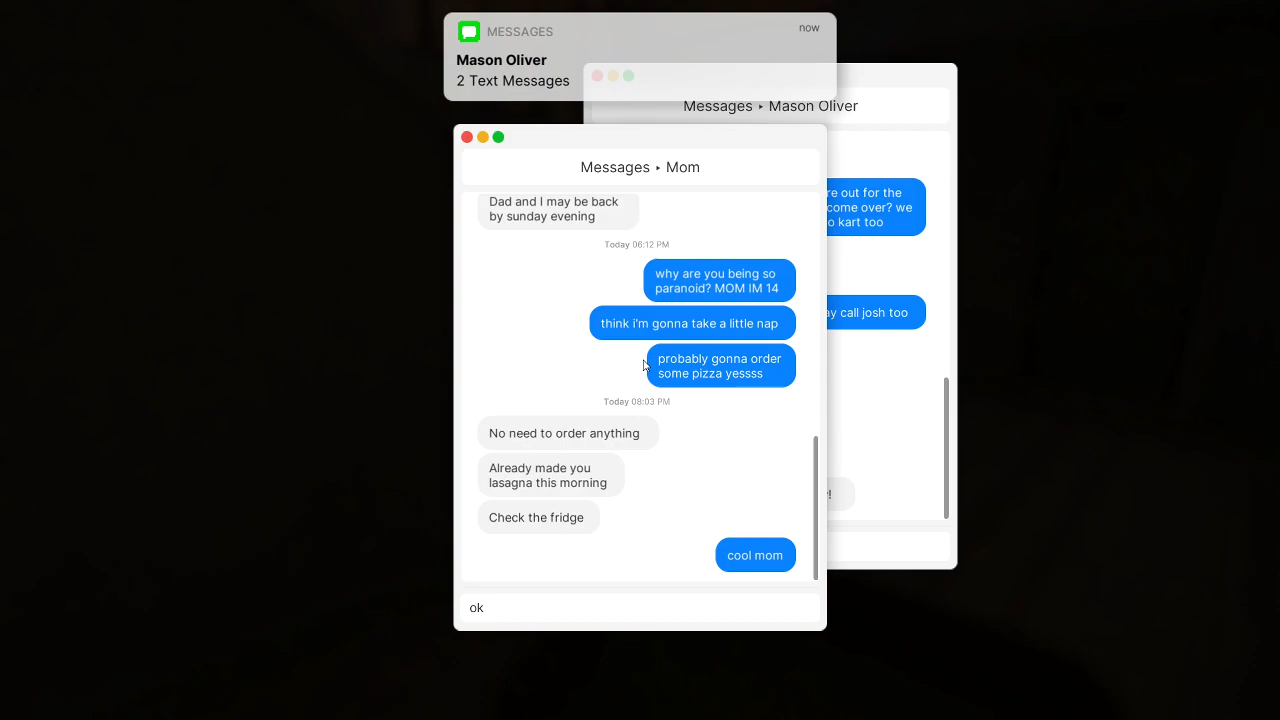 MESSAGES
now
Mason Oliver
2 Text Messages
Messages ‣ Mason Oliver
Messages ‣ Mom
Dad and I may be back
by sunday evening
Today 06:12 PM
why are you being so
paranoid? MOM IM 14
think i'm gonna take a little nap
probably gonna order
some pizza yessss
Today 08:03 PM
No need to order anything
Already made you
lasagna this morning
Check the fridge
cool mom
ok
re out for the
come over? we
o kart too
ay call josh too
!